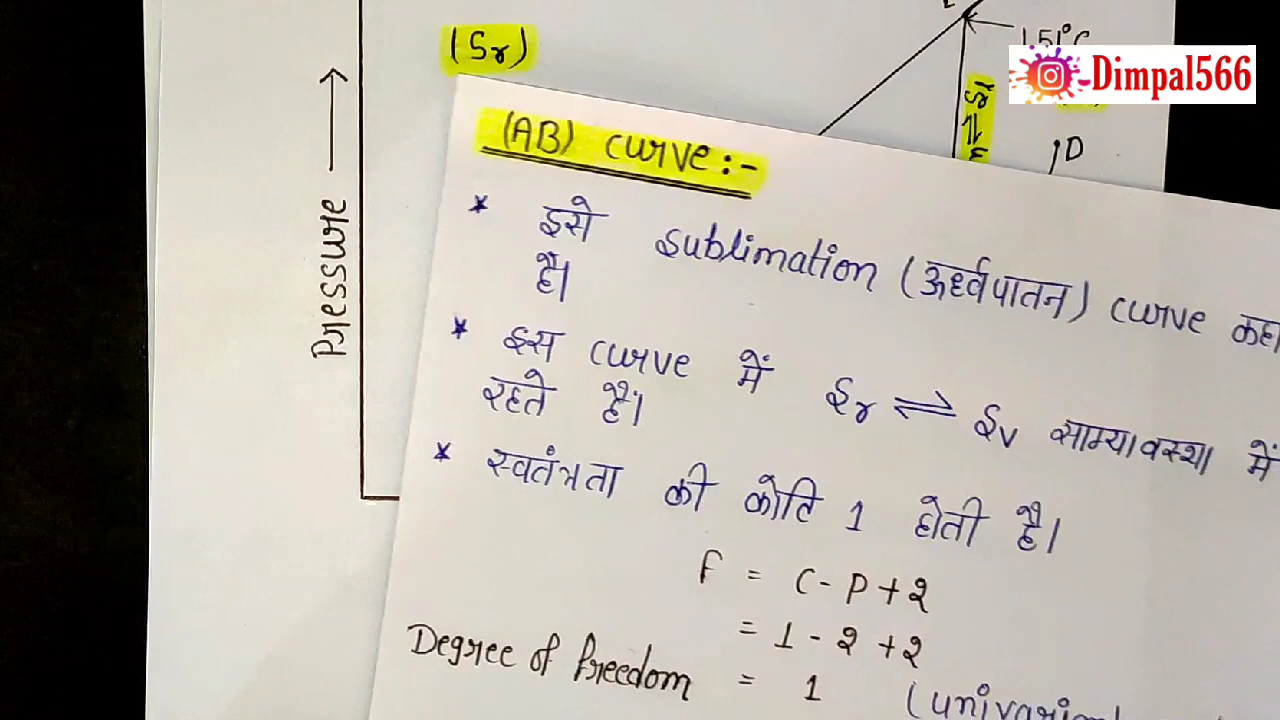 (Sr)
151°C
-Dimpal566
D
Pressure
(AB) curve :-
* इसे sublimation (ऊर्ध्वपातन) curve कहा
है।
* इस curve में Sr ⇌ Sv साम्यावस्था में
रहते हैं।
* स्वतंत्रता की कोटि 1 होती है।
F = C - P + 2
= 1 - 2 + 2
Degree of freedom = 1